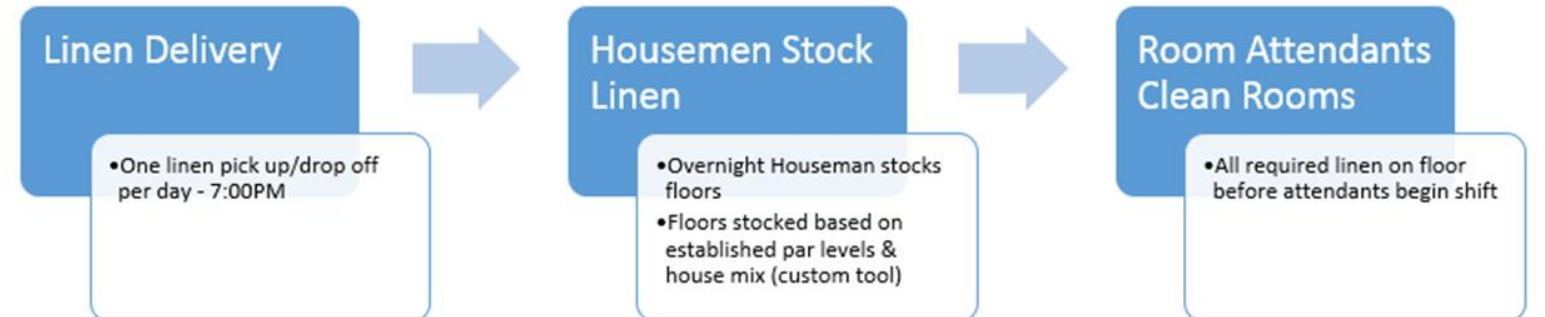 Linen Delivery
•One linen pick up/drop off
per day - 7:00PM
Housemen Stock
Linen
•Overnight Houseman stocks
floors
•Floors stocked based on
established par levels &
house mix (custom tool)
Room Attendants
Clean Rooms
•All required linen on floor
before attendants begin shift